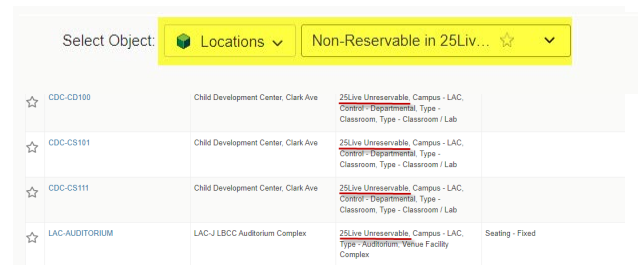 Select Object: Locations Non-Reservable in 25Liv...
CDC-CD100 Child Development Center, Clark Ave 25Live Unreservable, Campus - LAC,
Control - Departmental, Type -
Classroom, Type - Classroom / Lab
CDC-CS101 Child Development Center, Clark Ave 25Live Unreservable, Campus - LAC,
Control - Departmental, Type -
Classroom, Type - Classroom / Lab
CDC-CS111 Child Development Center, Clark Ave 25Live Unreservable, Campus - LAC,
Control - Departmental, Type -
Classroom, Type - Classroom / Lab
LAC-AUDITORIUM LAC-J LBCC Auditorium Complex 25Live Unreservable, Campus - LAC, Seating - Fixed
Type - Auditorium, Venue Facility
Complex